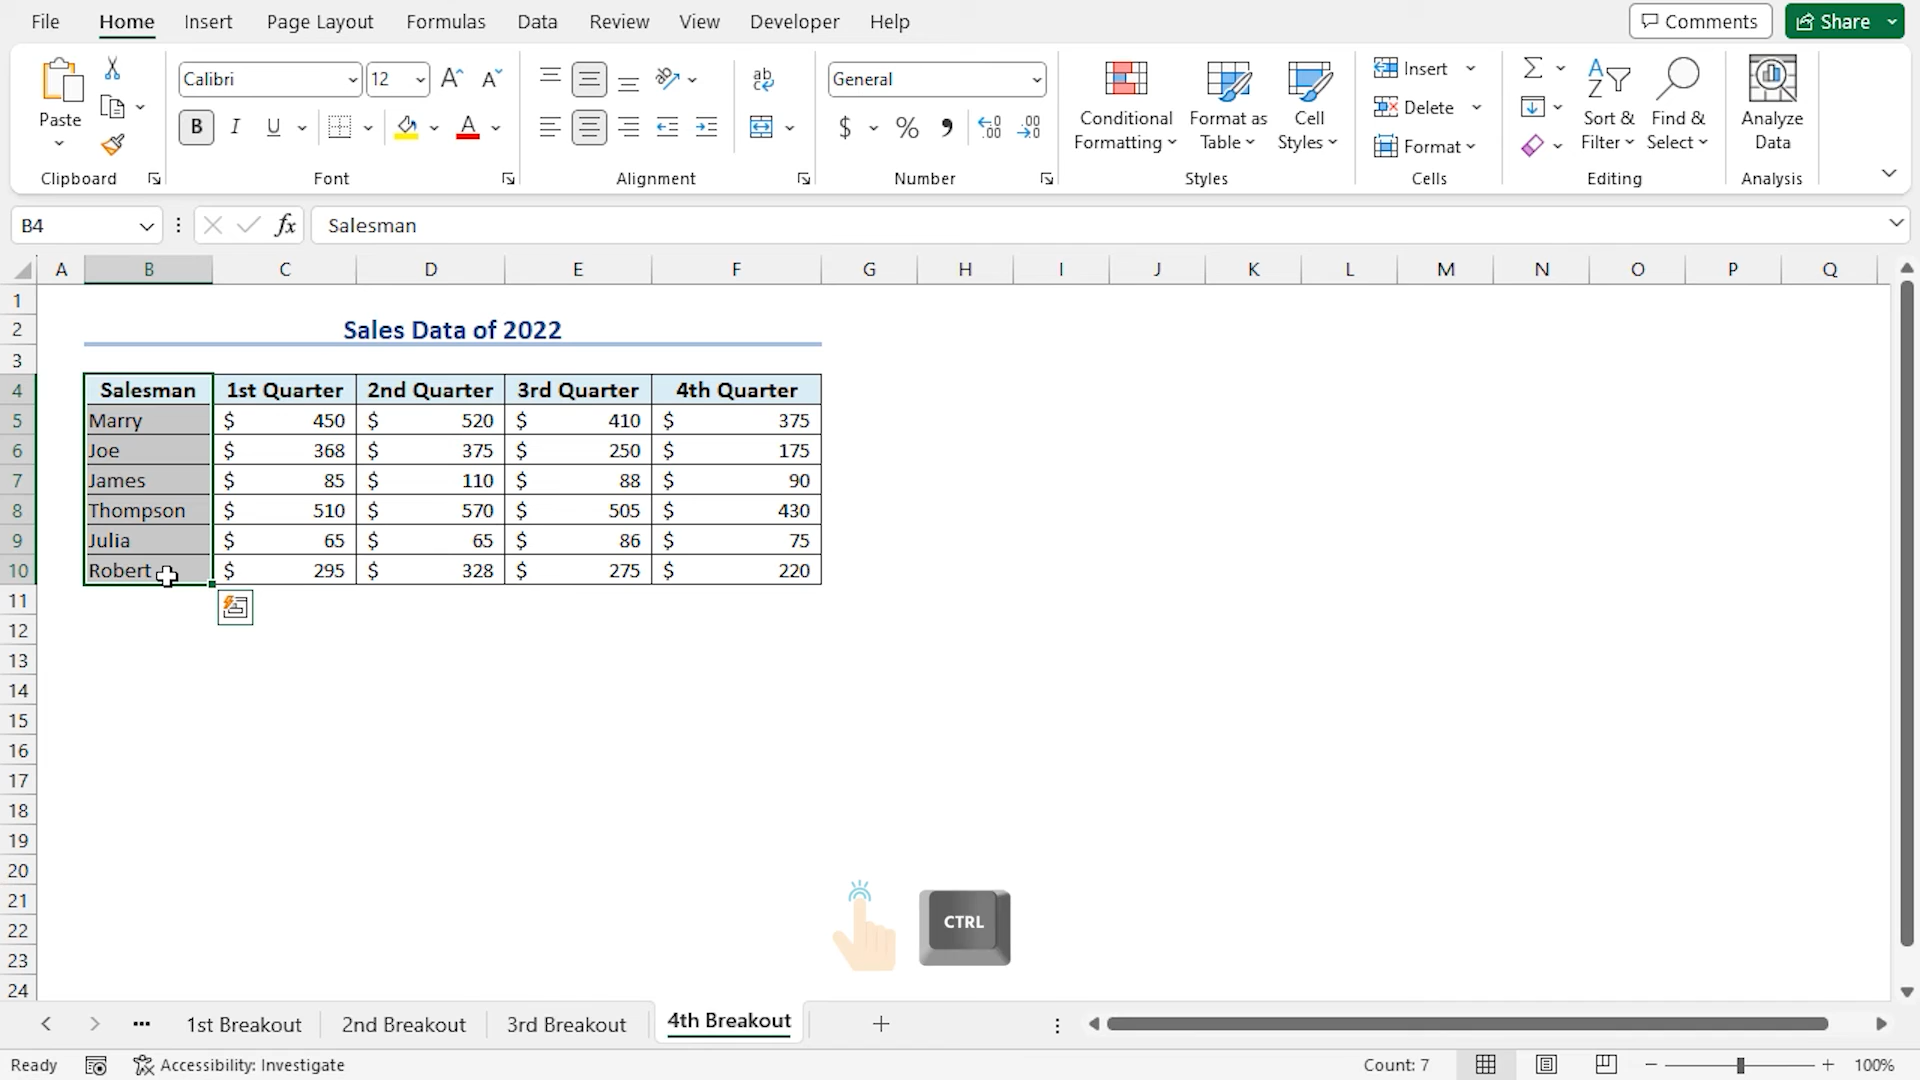 File Home Insert Page Layout Formulas Data Review View Developer Help Comments Share
Calibri 12 General Insert
Paste Conditional Format as Cell Delete Sort & Find & Analyze
B I U A $ % Formatting Table Styles Format Filter Select Data
Clipboard Font Alignment Number Styles Cells Editing Analysis
B4 fx Salesman
A B C D E F G H I J K L M N O P Q
1
2 Sales Data of 2022
3
4 Salesman 1st Quarter 2nd Quarter 3rd Quarter 4th Quarter
5 Marry $ 450 $ 520 $ 410 $ 375
6 Joe $ 368 $ 375 $ 250 $ 175
7 James $ 85 $ 110 $ 88 $ 90
8 Thompson $ 510 $ 570 $ 505 $ 430
9 Julia $ 65 $ 65 $ 86 $ 75
10 Robert $ 295 $ 328 $ 275 $ 220
11
12
13
14
15
16
17
18
19
20
21
22 CTRL
23
24
1st Breakout 2nd Breakout 3rd Breakout 4th Breakout
Ready Accessibility: Investigate Count: 7 100%